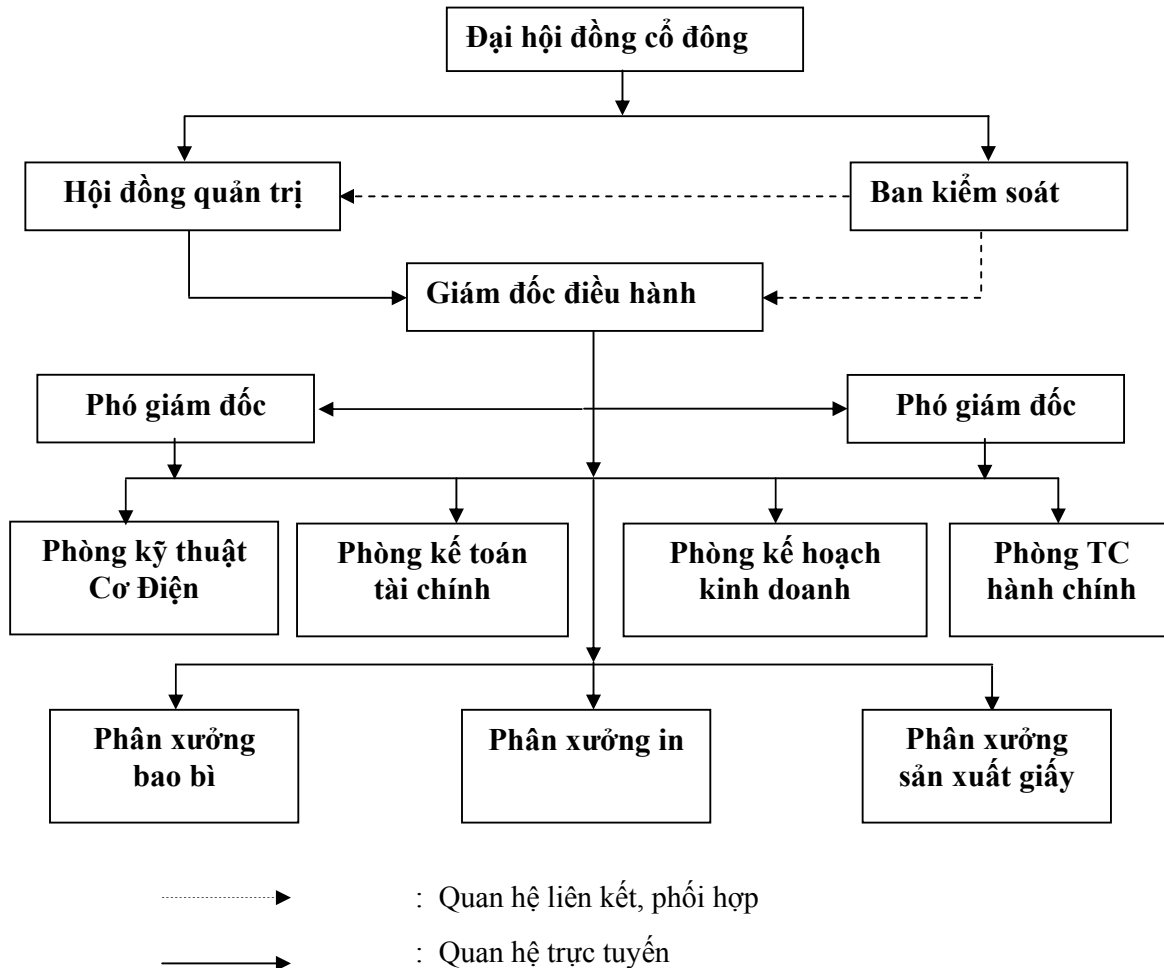 Đại hội đồng cổ đông
Hội đồng quản trị
Ban kiểm soát
Giám đốc điều hành
Phó giám đốc
Phó giám đốc
Phòng kỹ thuật
Cơ Điện
Phòng kế toán
tài chính
Phòng kế hoạch
kinh doanh
Phòng TC
hành chính
Phân xưởng
bao bì
Phân xưởng in
Phân xưởng
sản xuất giấy
: Quan hệ liên kết, phối hợp
: Quan hệ trực tuyến